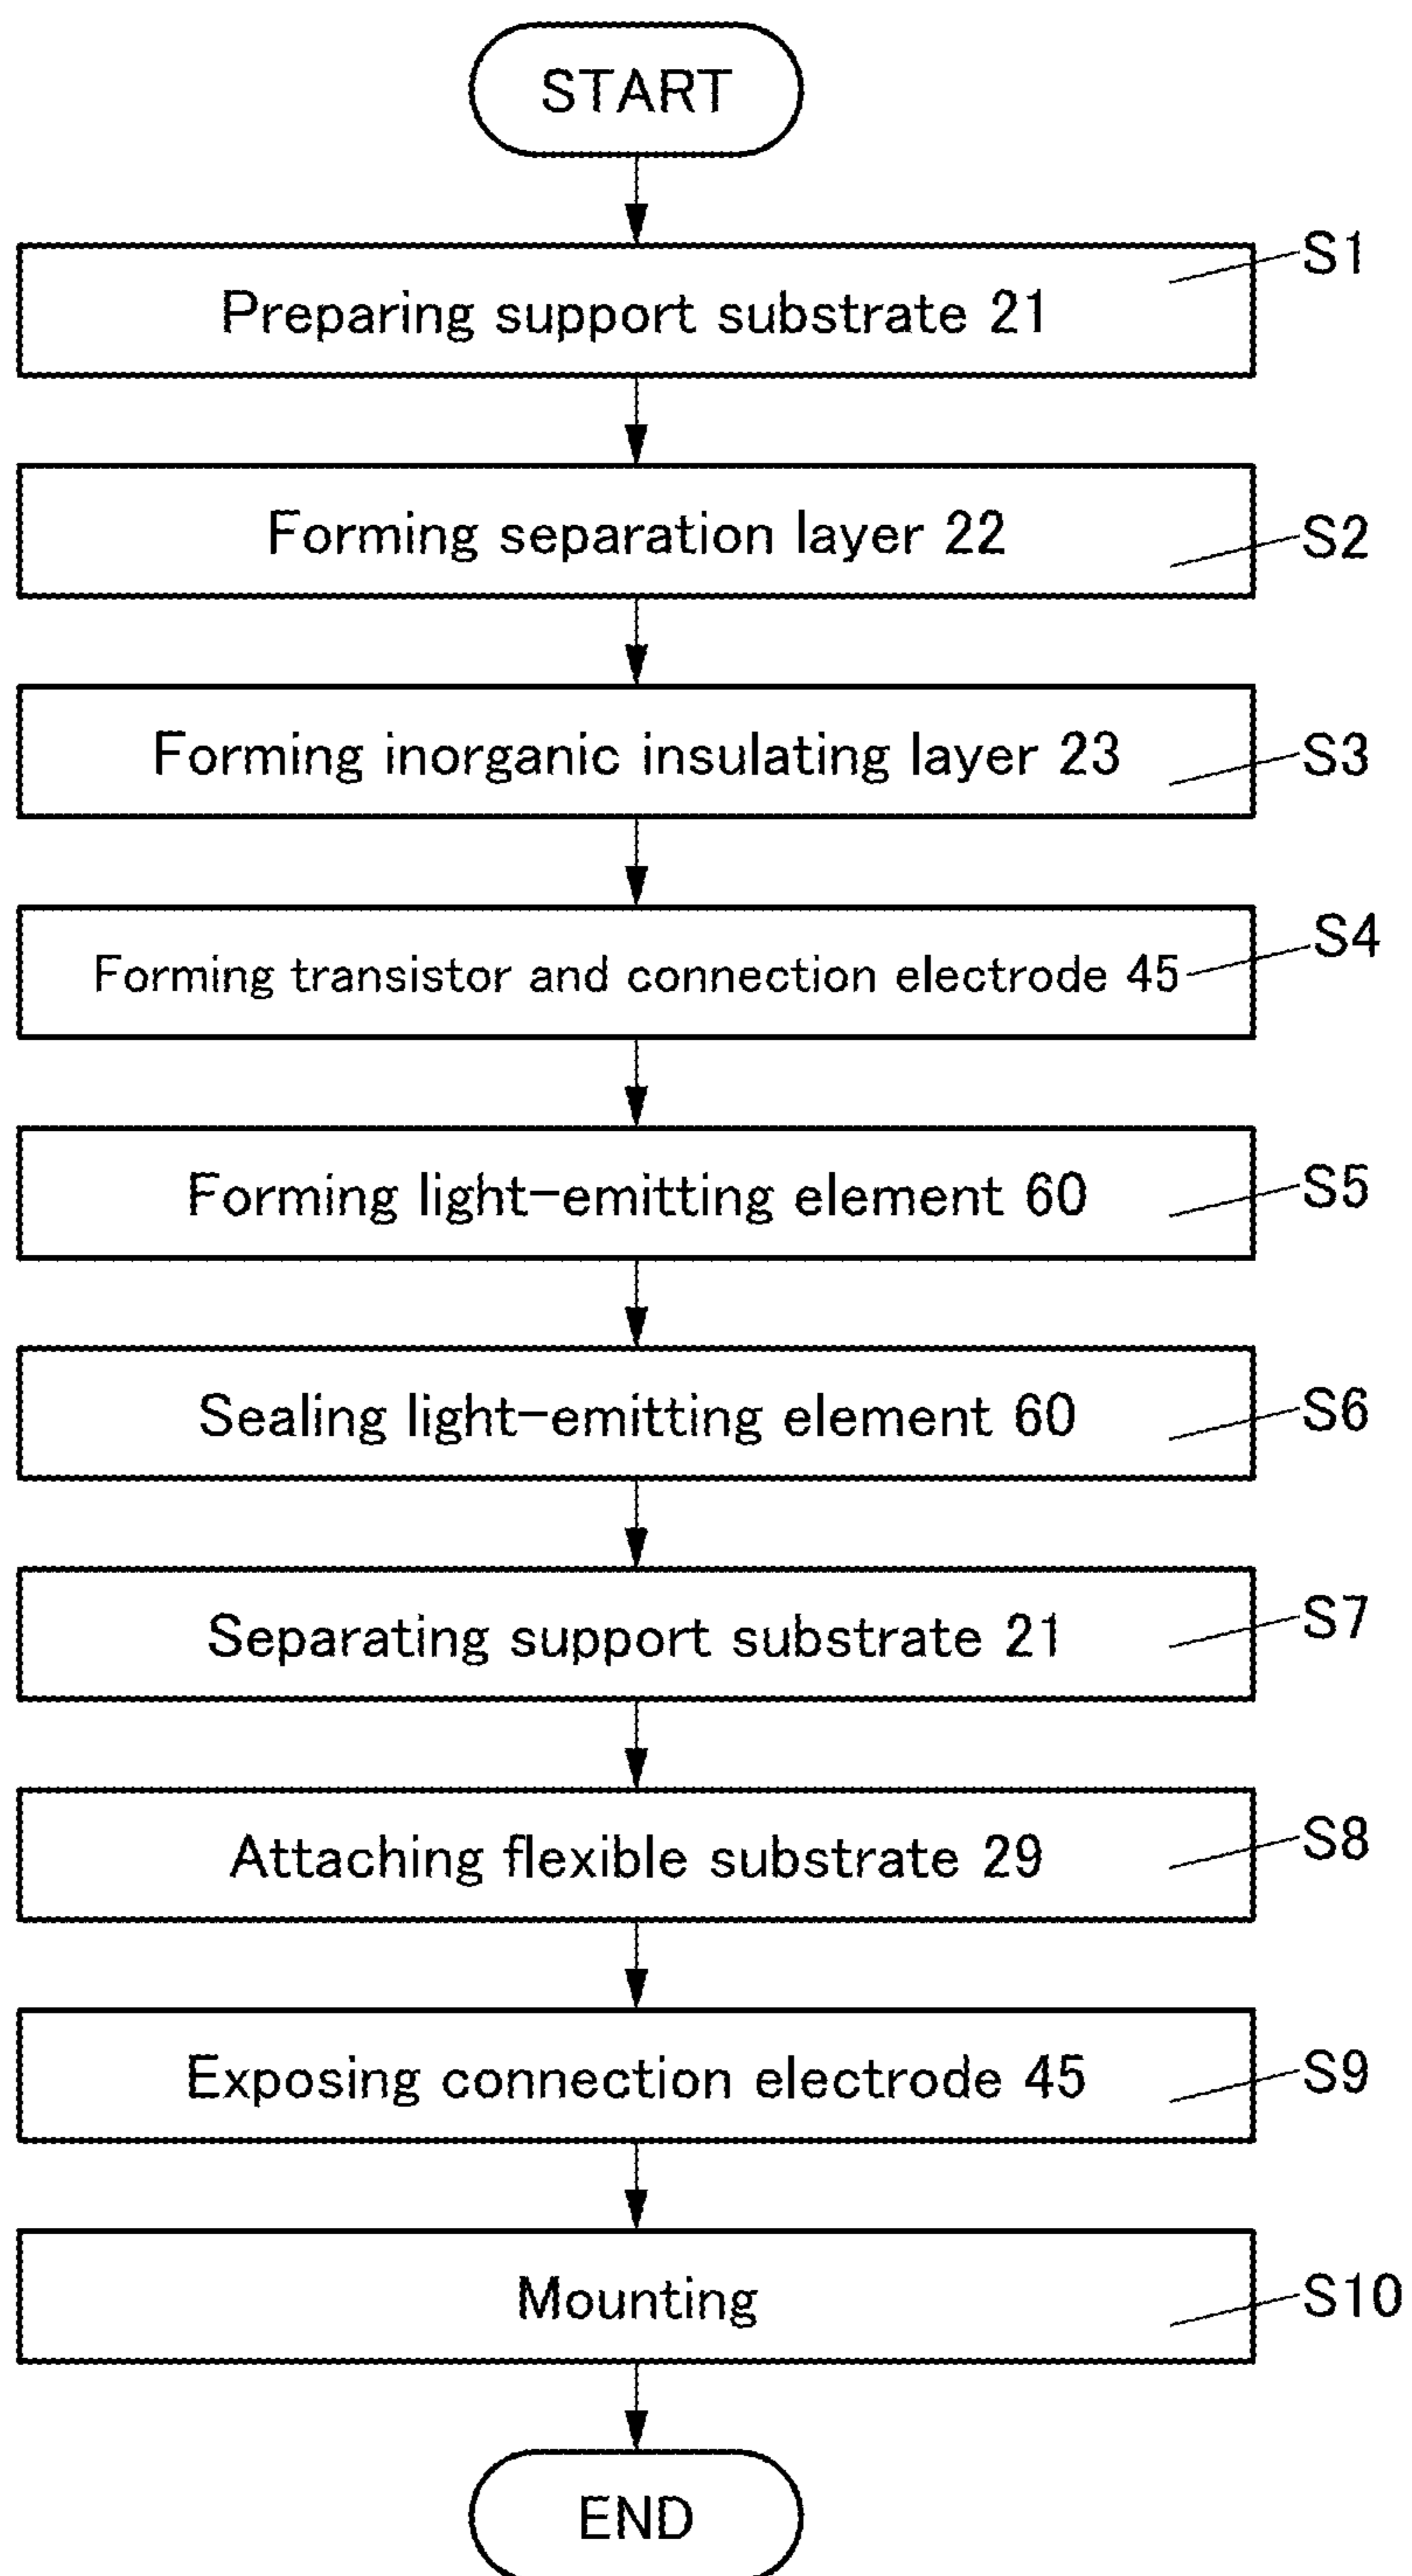 START
Preparing support substrate 21
S1
Forming separation layer 22
S2
Forming inorganic insulating layer 23
S3
Forming transistor and connection electrode 45
S4
Forming light-emitting element 60
S5
Sealing light-emitting element 60
S6
Separating support substrate 21
S7
Attaching flexible substrate 29
S8
Exposing connection electrode 45
S9
Mounting
S10
END